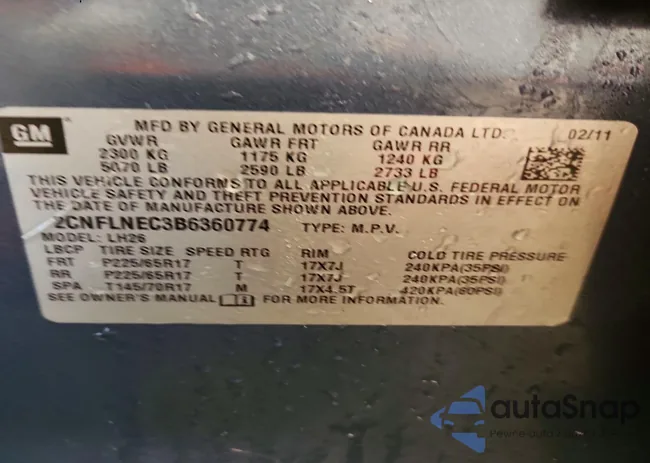 GM
MFD BY GENERAL MOTORS OF CANADA LTD. 02/11
GVWR GAWR FRT GAWR RR
2300 KG 1175 KG 1240 KG
5070 LB 2590 LB 2733 LB
THIS VEHICLE CONFORMS TO ALL APPLICABLE U.S. FEDERAL MOTOR
VEHICLE SAFETY AND THEFT PREVENTION STANDARDS IN EFFECT ON
THE DATE OF MANUFACTURE SHOWN ABOVE.
2CNFLNEC3B6360774 TYPE: M.P.V.
MODEL: LH26
LBCP TIRE SIZE SPEED RTG RIM COLD TIRE PRESSURE
FRT P225/65R17 T 17X7J 240KPA(35PSI)
RR P225/65R17 T 17X7J 240KPA(35PSI)
SPA T145/70R17 M 17X4.5T 420KPA(60PSI)
SEE OWNER'S MANUAL FOR MORE INFORMATION.
autoSnap